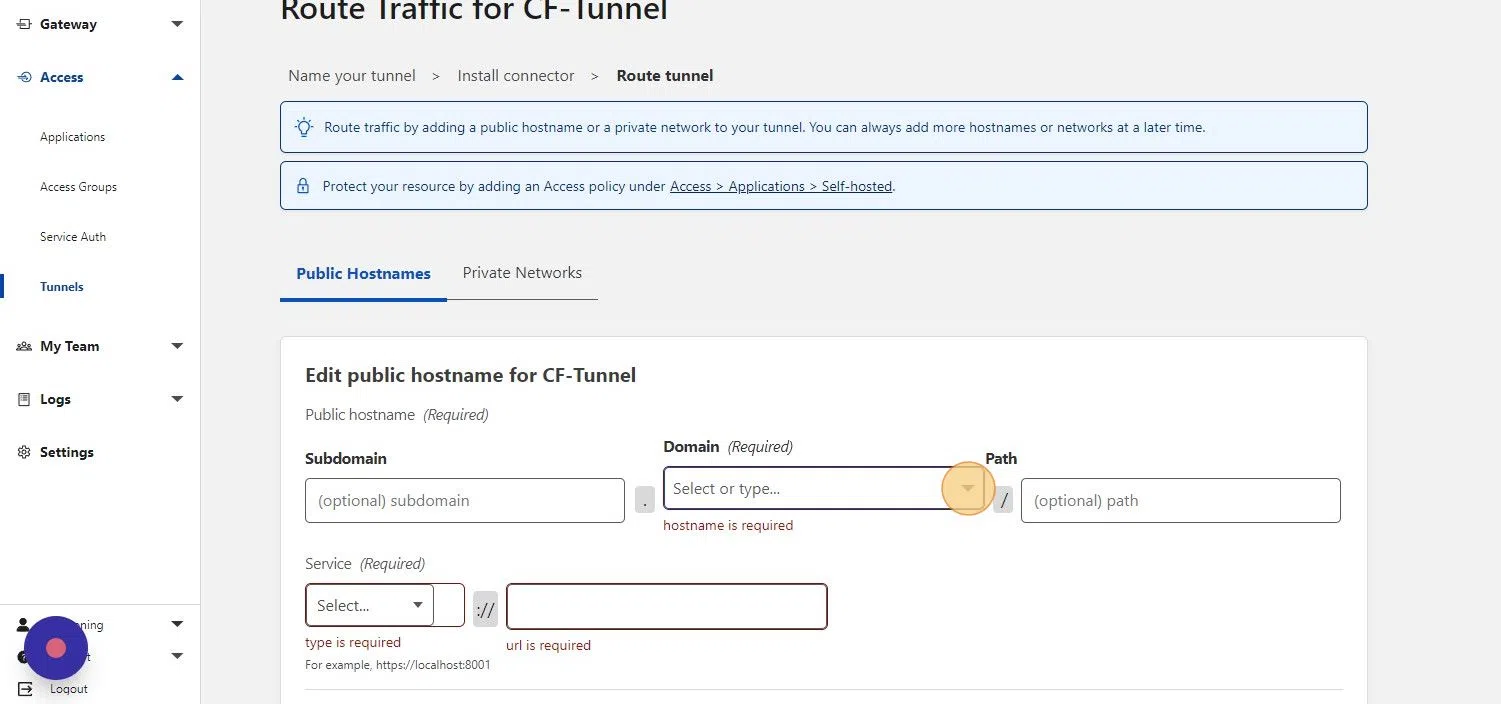 Route Traffic for CF-Tunnel
Gateway
Access
Applications
Access Groups
Service Auth
Tunnels
My Team
Logs
Settings
Logout
Name your tunnel > Install connector > Route tunnel
Route traffic by adding a public hostname or a private network to your tunnel. You can always add more hostnames or networks at a later time.
Protect your resource by adding an Access policy under Access > Applications > Self-hosted.
Public Hostnames Private Networks
Edit public hostname for CF-Tunnel
Public hostname (Required)
Subdomain Domain (Required) Path
(optional) subdomain . Select or type... / (optional) path
hostname is required
Service (Required)
Select... ://
type is required url is required
For example, https://localhost:8001